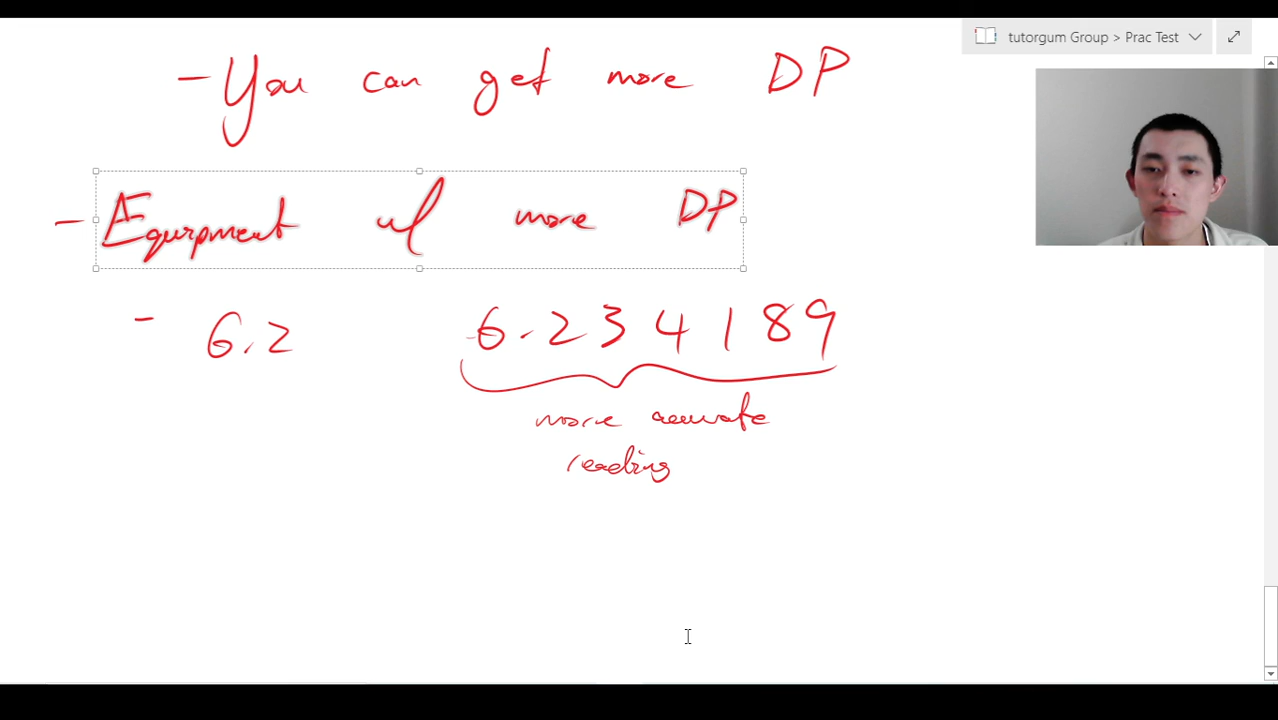 tutorgum Group > Prac Test
- You can get more DP
- Equipment w/ more DP
- 6.2 6.234189
more accurate
reading